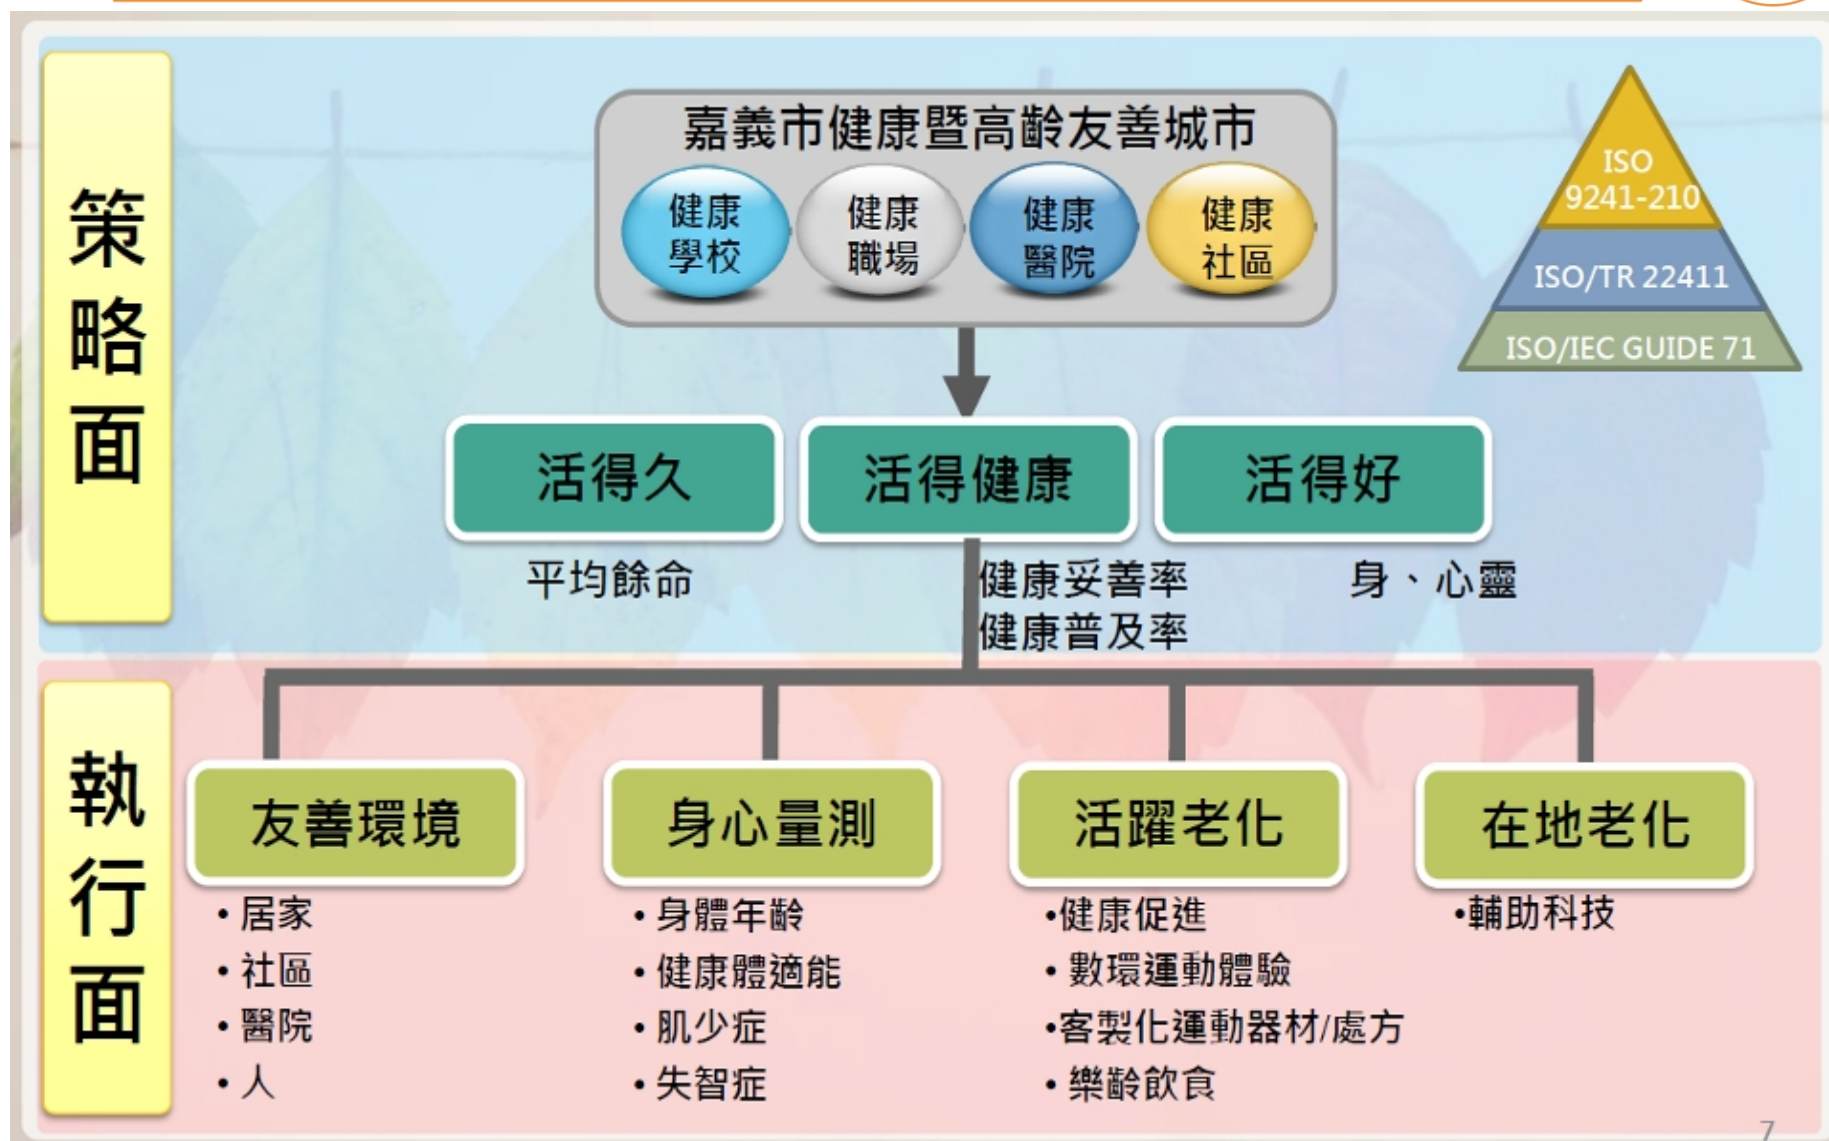 策略面
嘉義市健康暨高齡友善城市
健康
學校
健康
職場
健康
醫院
健康
社區
ISO
9241-210
ISO/TR 22411
ISO/IEC GUIDE 71
活得久
活得健康
活得好
平均餘命
健康妥善率
健康普及率
身、心靈
執行面
友善環境
• 居家
• 社區
• 醫院
• 人
身心量測
• 身體年齡
• 健康體適能
• 肌少症
• 失智症
活躍老化
•健康促進
• 數環運動體驗
•客製化運動器材/處方
• 樂齡飲食
在地老化
•輔助科技
7